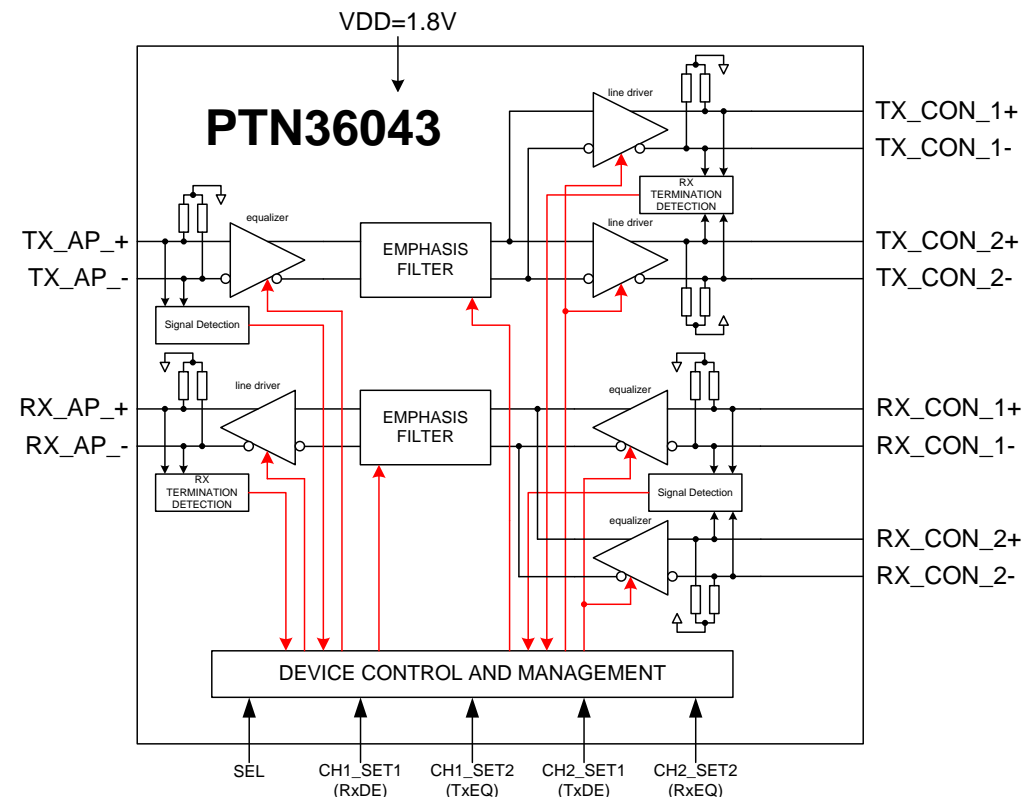 VDD=1.8V
PTN36043
line driver
TX_CON_1+
TX_CON_1-
RX
TERMINATION
DETECTION
equalizer
line driver
TX_AP_+
TX_AP_-
EMPHASIS
FILTER
TX_CON_2+
TX_CON_2-
Signal Detection
line driver
equalizer
RX_AP_+
RX_AP_-
EMPHASIS
FILTER
RX_CON_1+
RX_CON_1-
RX
TERMINATION
DETECTION
Signal Detection
equalizer
RX_CON_2+
RX_CON_2-
DEVICE CONTROL AND MANAGEMENT
SEL
CH1_SET1
(RxDE)
CH1_SET2
(TxEQ)
CH2_SET1
(TxDE)
CH2_SET2
(RxEQ)